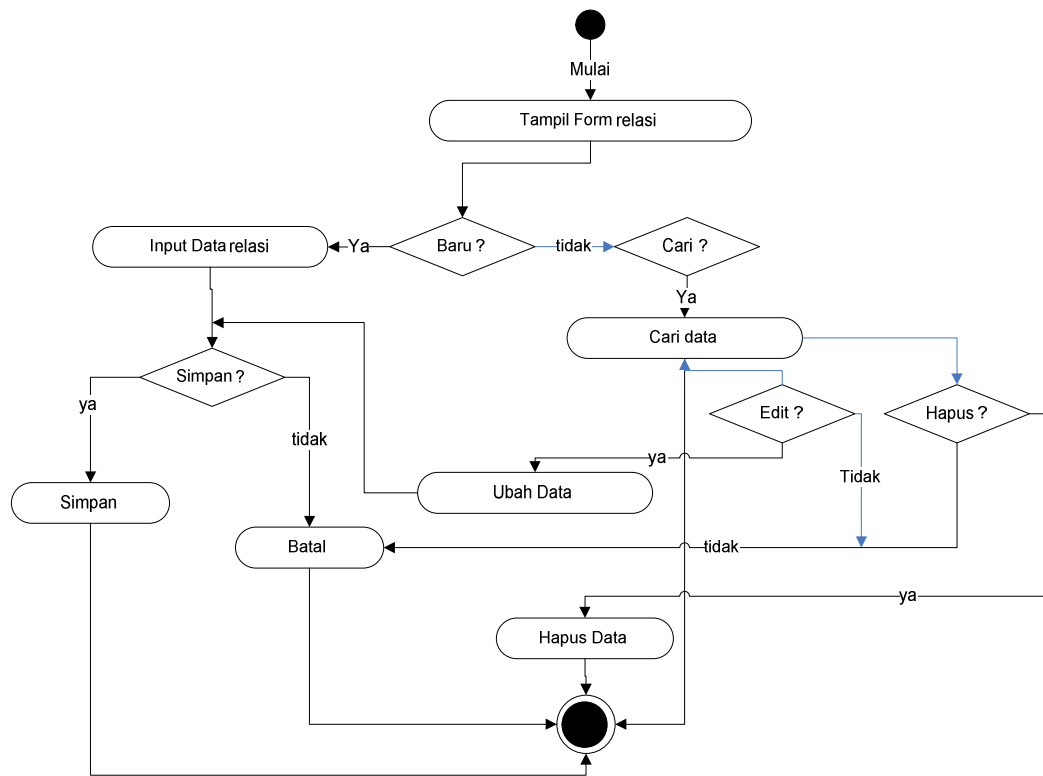 Mulai
Tampil Form relasi
Input Data relasi
Ya
Baru ?
tidak
Cari ?
Ya
Cari data
Simpan ?
ya
tidak
Edit ?
Hapus ?
ya
Tidak
Ubah Data
Simpan
Batal
tidak
ya
Hapus Data